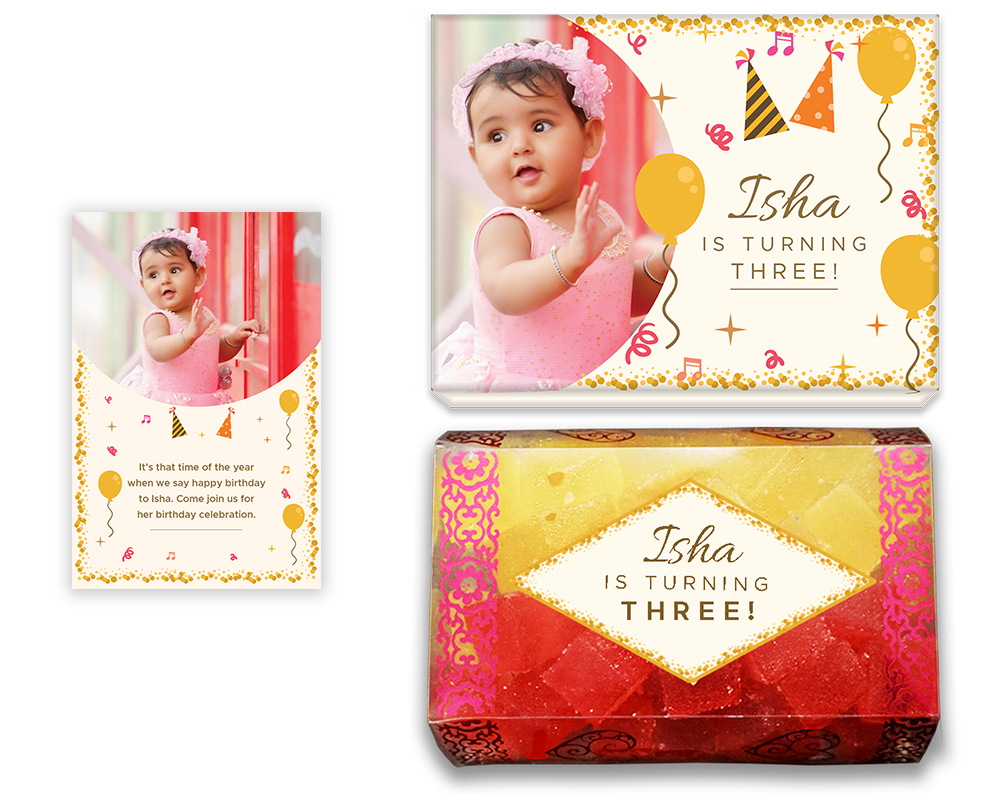 It's that time of the year
when we say happy birthday
to Isha. Come join us for
her birthday celebration.
Isha
IS TURNING
THREE!
Isha
IS TURNING
THREE!